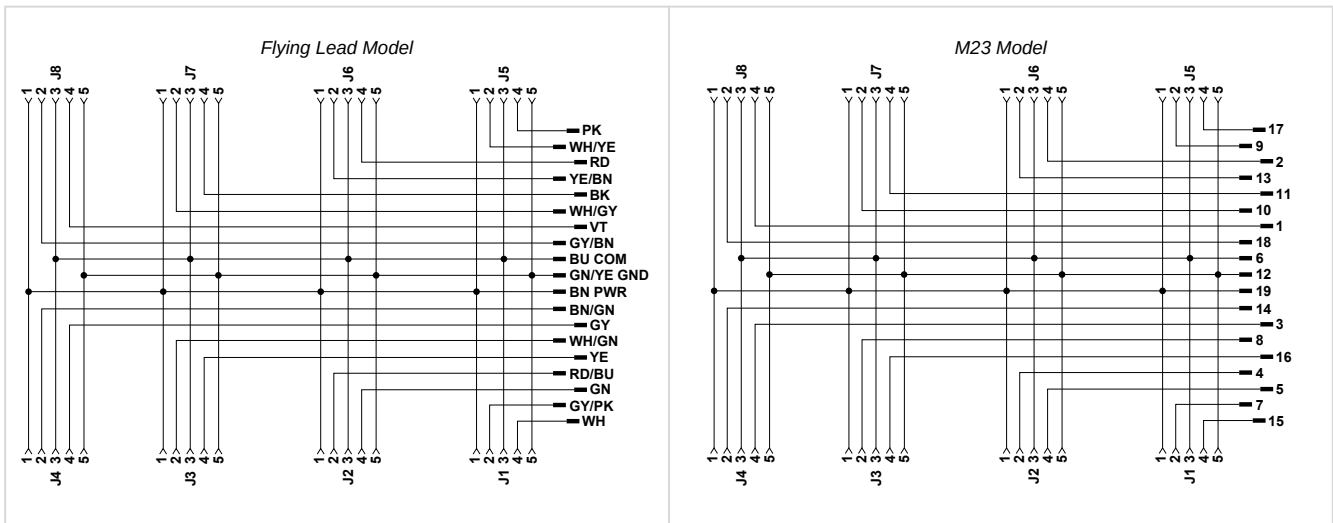 Flying Lead Model
J8 J7 J6 J5
1 2 3 4 5 1 2 3 4 5 1 2 3 4 5 1 2 3 4 5
PK
WH/YE
RD
YE/BN
BK
WH/GY
VT
GY/BN
BU COM
GN/YE GND
BN PWR
BN/GN
GY
WH/GN
YE
RD/BU
GN
GY/PK
WH
1 2 3 4 5 1 2 3 4 5 1 2 3 4 5 1 2 3 4 5
J4 J3 J2 J1
M23 Model
J8 J7 J6 J5
1 2 3 4 5 1 2 3 4 5 1 2 3 4 5 1 2 3 4 5
17
9
2
13
11
10
1
18
6
12
19
14
3
8
16
4
5
7
15
1 2 3 4 5 1 2 3 4 5 1 2 3 4 5 1 2 3 4 5
J4 J3 J2 J1